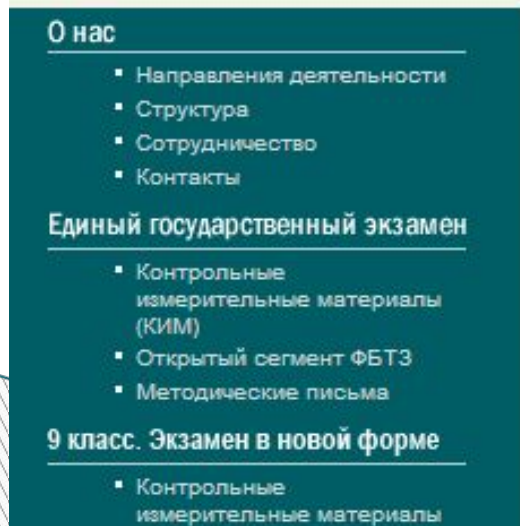 О нас
Направления деятельности
Структура
Сотрудничество
Контакты
Единый государственный экзамен
Контрольные
измерительные материалы
(КИМ)
Открытый сегмент ФБТЗ
Методические письма
9 класс. Экзамен в новой форме
Контрольные
измерительные материалы